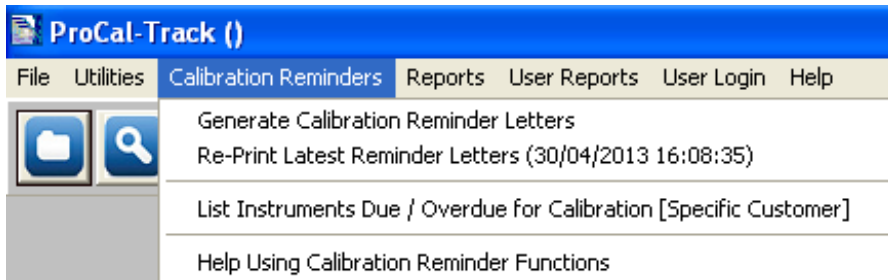 ProCal-Track ()
File Utilities Calibration Reminders Reports User Reports User Login Help
Generate Calibration Reminder Letters
Re-Print Latest Reminder Letters (30/04/2013 16:08:35)
List Instruments Due / Overdue for Calibration [Specific Customer]
Help Using Calibration Reminder Functions